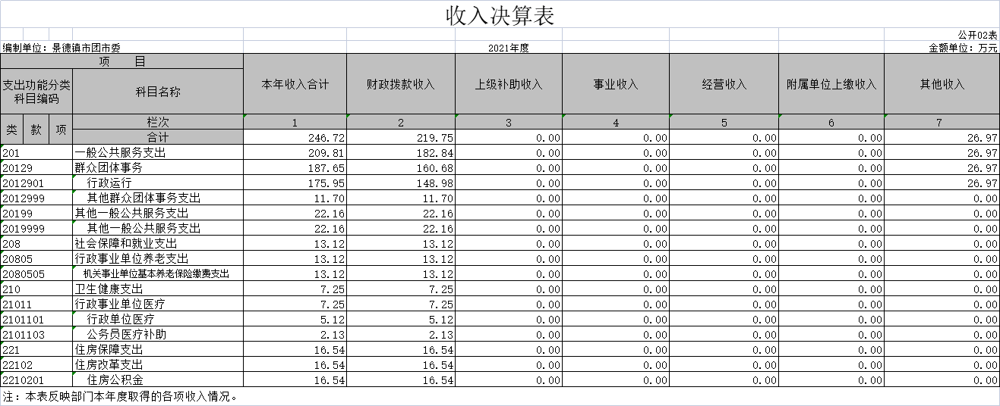 收入决算表
公开02表
编制单位：景德镇市团市委 2021年度 金额单位：万元
项 目 本年收入合计 财政拨款收入 上级补助收入 事业收入 经营收入 附属单位上缴收入 其他收入
支出功能分类科目编码 科目名称
类 款 项 栏次 1 2 3 4 5 6 7
合计 246.72 219.75 0.00 0.00 0.00 0.00 26.97
201 一般公共服务支出 209.81 182.84 0.00 0.00 0.00 0.00 26.97
20129 群众团体事务 187.65 160.68 0.00 0.00 0.00 0.00 26.97
2012901 行政运行 175.95 148.98 0.00 0.00 0.00 0.00 26.97
2012999 其他群众团体事务支出 11.70 11.70 0.00 0.00 0.00 0.00 0.00
20199 其他一般公共服务支出 22.16 22.16 0.00 0.00 0.00 0.00 0.00
2019999 其他一般公共服务支出 22.16 22.16 0.00 0.00 0.00 0.00 0.00
208 社会保障和就业支出 13.12 13.12 0.00 0.00 0.00 0.00 0.00
20805 行政事业单位养老支出 13.12 13.12 0.00 0.00 0.00 0.00 0.00
2080505 机关事业单位基本养老保险缴费支出 13.12 13.12 0.00 0.00 0.00 0.00 0.00
210 卫生健康支出 7.25 7.25 0.00 0.00 0.00 0.00 0.00
21011 行政事业单位医疗 7.25 7.25 0.00 0.00 0.00 0.00 0.00
2101101 行政单位医疗 5.12 5.12 0.00 0.00 0.00 0.00 0.00
2101103 公务员医疗补助 2.13 2.13 0.00 0.00 0.00 0.00 0.00
221 住房保障支出 16.54 16.54 0.00 0.00 0.00 0.00 0.00
22102 住房改革支出 16.54 16.54 0.00 0.00 0.00 0.00 0.00
2210201 住房公积金 16.54 16.54 0.00 0.00 0.00 0.00 0.00
注：本表反映部门本年度取得的各项收入情况。